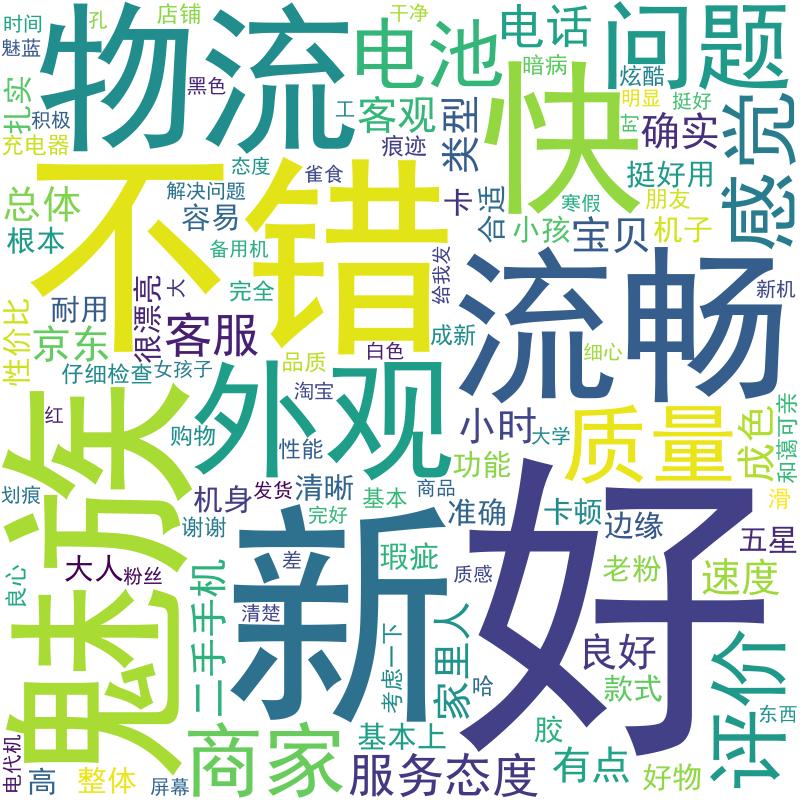 时间
孔
店铺
干净
物流
电池
电话
问题
魅蓝
黑色
暗病
炫酷
扎实
积极
工
客观
类型
快
明显
挺好
感觉
充电器
痕迹
过
确实
态度
雀食
不错
挺好用
总体
解决问题
卡
合适
寒假
朋友
容易
根本
备用机
小孩
宝贝
机子
给我发
流畅
很漂亮
大
完全
新机
耐用
性价比
京东
客服
白色
成新
细心
品质
仔细检查
女孩子
外观
淘宝
魅族
红
购物
性能
小时
大学
质量
成色
和蔼可亲
功能
好
划痕
机身
发货
清晰
基本
商品
滑
谢谢
完好
新
准确
卡顿
边缘
五星
差
瑕疵
良心
大人
粉丝
二手手机
质感
老粉
速度
清楚
考虑一下
家里人
良好
评价
哈
款式
东西
商家
基本上
胶
电代机
高
整体
屏幕
服务态度
有点
好物